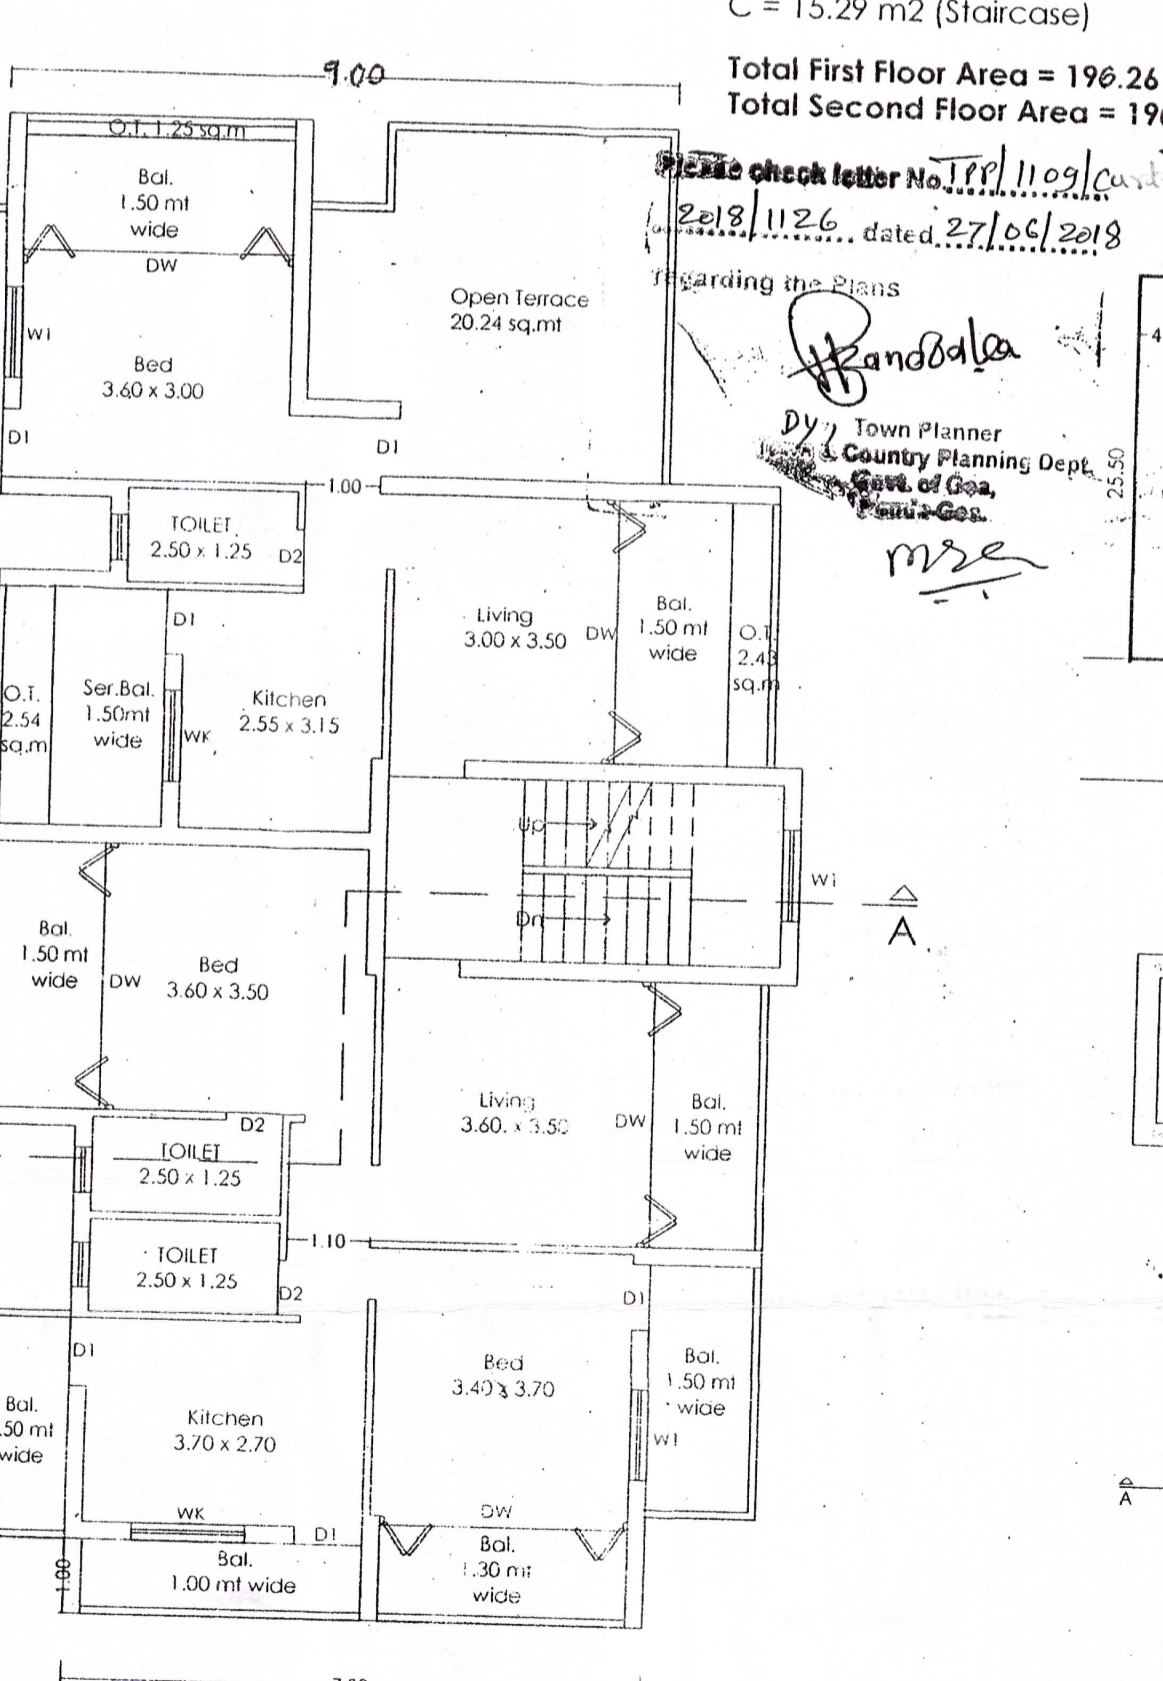 C = 15.29 m2 (Staircase)
Total First Floor Area = 196.26
Total Second Floor Area = 19
9.00
O.T. 1.25 sq.m
Bal.
1.50 mt
wide
DW
W1
Bed
3.60 x 3.00
D1
Open Terrace
20.24 sq.mt
D1
Please check letter No. TPP/1109/Curt
2018/1126 dated 27/06/2018
regarding the Plans
Dy, Town Planner
& Country Planning Dept.
Govt. of Goa,
4
25.50
1.00
TOILET
2.50 x 1.25
D2
D1
Living
3.00 x 3.50
DW
Bal.
1.50 mt
wide
O.T.
2.43
sq.m
O.T.
2.54
sq.m
Ser.Bal.
1.50mt
wide
WK
Kitchen
2.55 x 3.15
Up
Dn
W1
A
Bal.
1.50 mt
wide
DW
Bed
3.60 x 3.50
D2
TOILET
2.50 x 1.25
Living
3.60. x 3.50
DW
Bal.
1.50 mt
wide
TOILET
2.50 x 1.25
D2
1.10
D1
D1
Bal.
.50 mt
wide
Kitchen
3.70 x 2.70
Bed
3.40 x 3.70
Bal.
1.50 mt
wide
W1
A
WK
D1
DW
Bal.
1.00 mt wide
1.00
Bal.
1.30 mt
wide